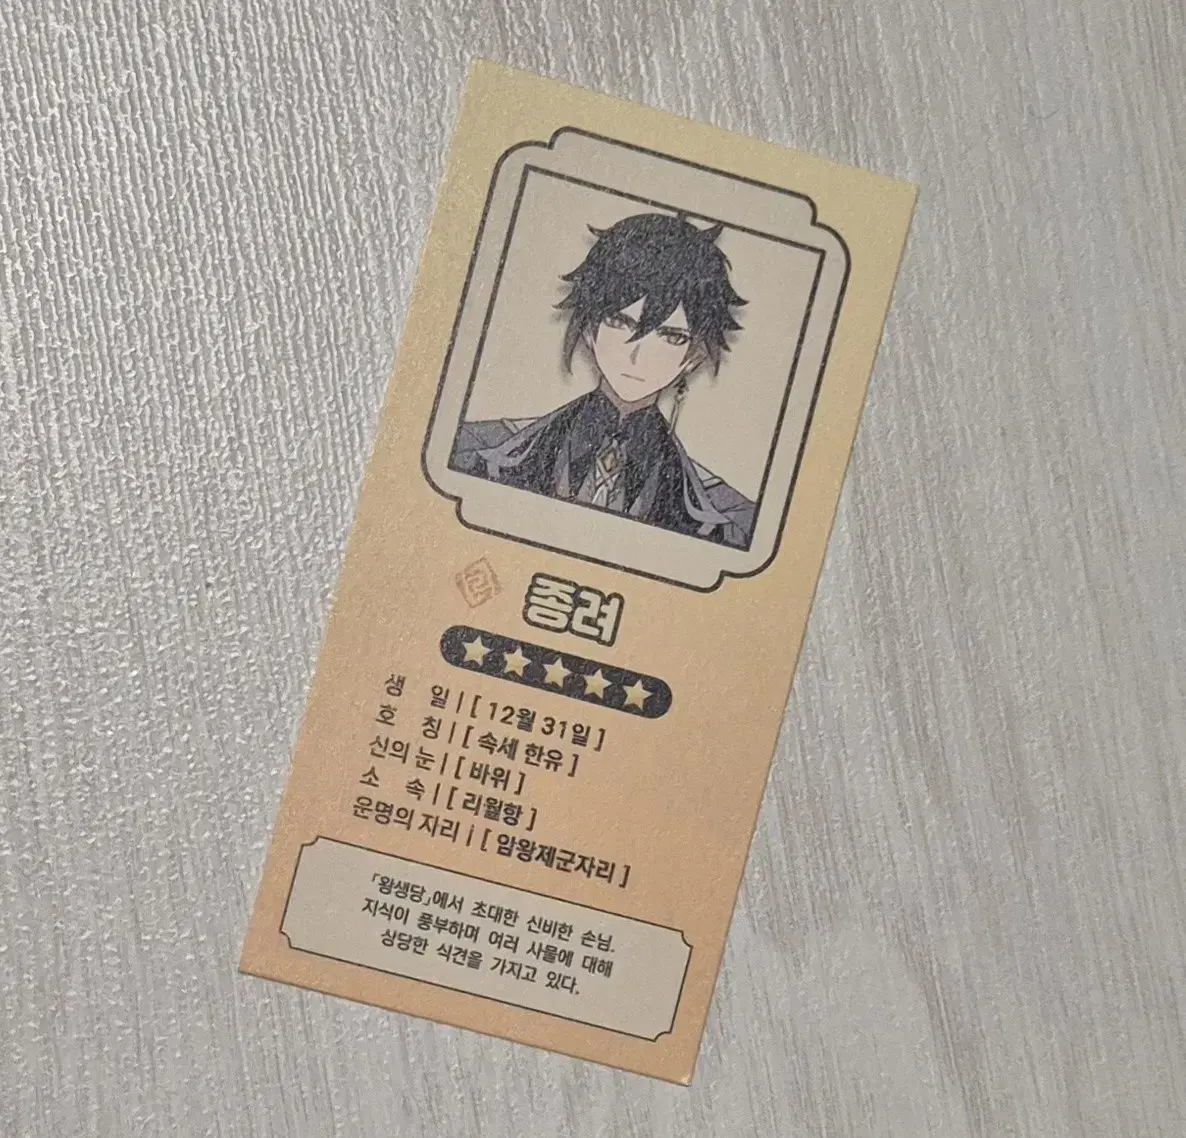 종려
생 일 | [ 12월 31일 ]
호 칭 | [ 속세 한유 ]
신의 눈 | [ 바위 ]
소 속 | [ 리월항 ]
운명의 자리 | [ 암왕제군자리 ]
「왕생당」에서 초대한 신비한 손님.
지식이 풍부하며 여러 사물에 대해
상당한 식견을 가지고 있다.